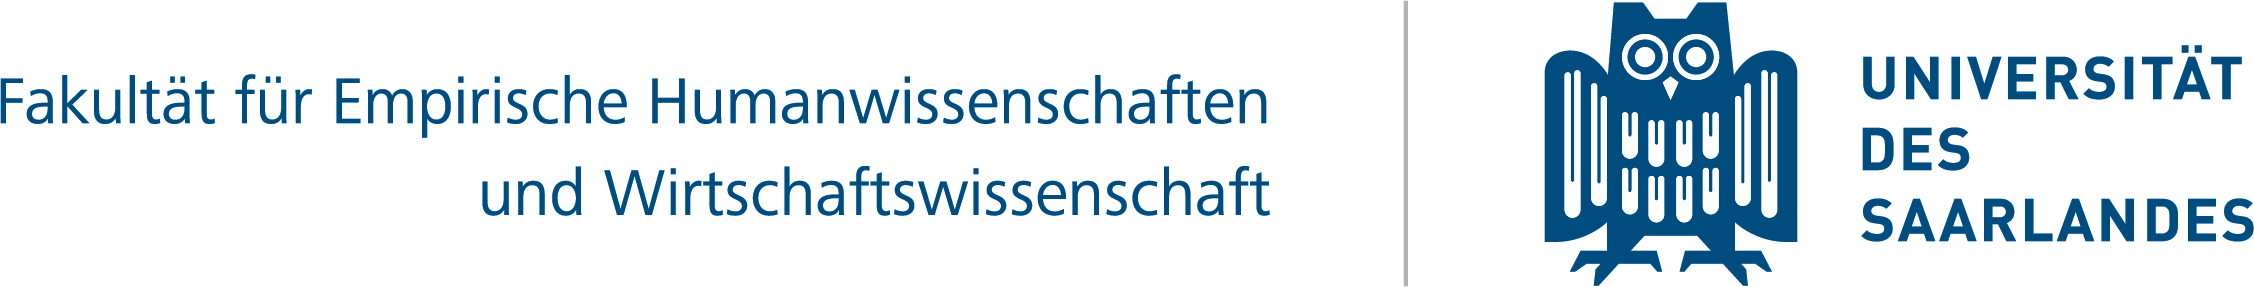 Fakultät für Empirische Humanwissenschaften
und Wirtschaftswissenschaft
UNIVERSITÄT
DES
SAARLANDES